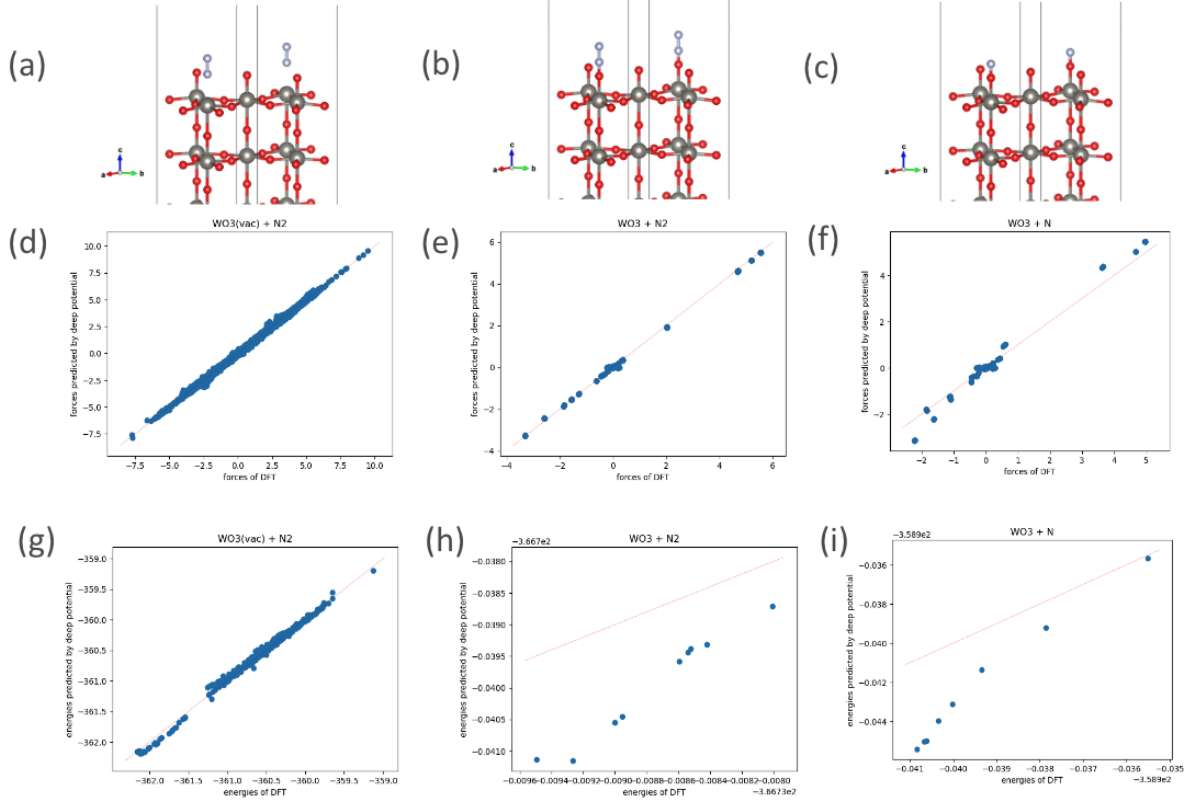 (a)
c
a
b
(b)
c
a
b
(c)
c
a
b
(d)
WO3(vac) + N2
forces predicted by deep potential
10.0
7.5
5.0
2.5
0.0
−2.5
−5.0
−7.5
−7.5 −5.0 −2.5 0.0 2.5 5.0 7.5 10.0
forces of DFT
(e)
WO3 + N2
forces predicted by deep potential
6
4
2
0
−2
−4
−4 −2 0 2 4 6
forces of DFT
(f)
WO3 + N
forces predicted by deep potential
4
2
0
−2
−2 −1 0 1 2 3 4 5
forces of DFT
(g)
WO3(vac) + N2
energies predicted by deep potential
−359.0
−359.5
−360.0
−360.5
−361.0
−361.5
−362.0
−362.0 −361.5 −361.0 −360.5 −360.0 −359.5 −359.0
energies of DFT
(h)
−3.667e2
WO3 + N2
energies predicted by deep potential
−0.0380
−0.0385
−0.0390
−0.0395
−0.0400
−0.0405
−0.0410
−0.0096 −0.0094 −0.0092 −0.0090 −0.0088 −0.0086 −0.0084 −0.0082 −0.0080
energies of DFT
−3.6673e2
(i)
−3.589e2
WO3 + N
energies predicted by deep potential
−0.036
−0.038
−0.040
−0.042
−0.044
−0.041 −0.040 −0.039 −0.038 −0.037 −0.036 −0.035
energies of DFT
−3.589e2